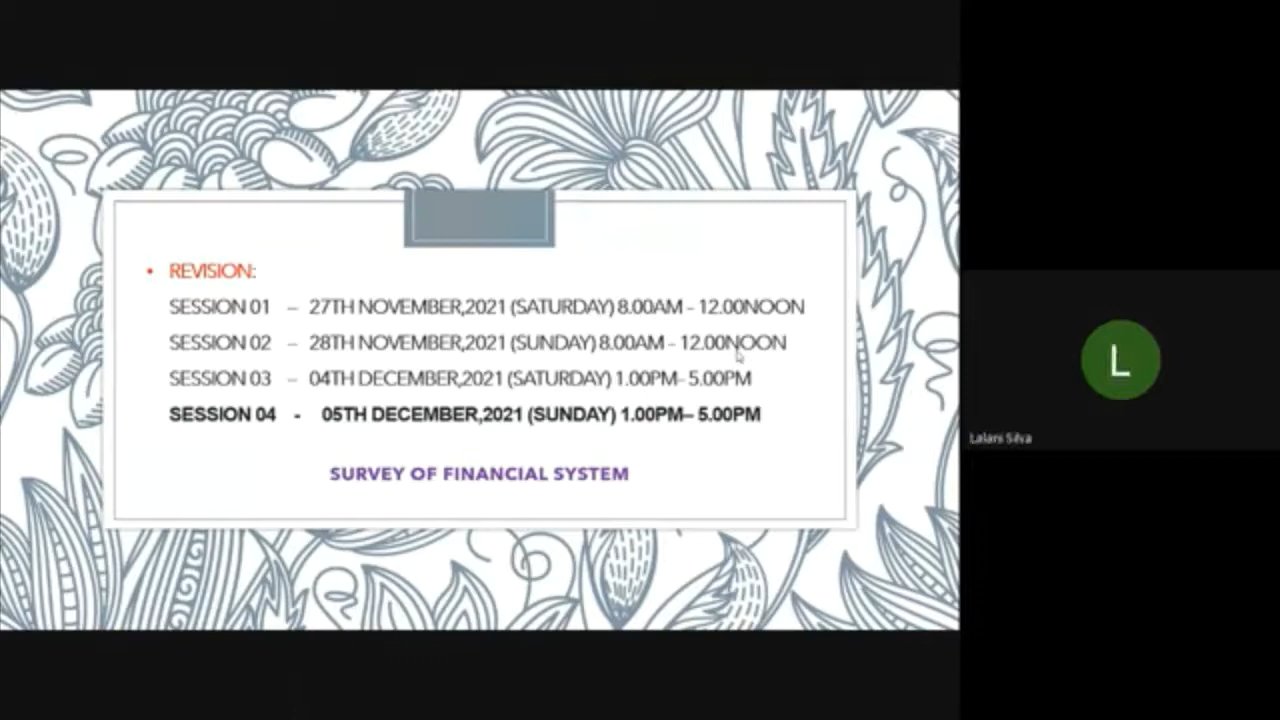 • REVISION:
SESSION 01 – 27TH NOVEMBER,2021 (SATURDAY) 8.00AM – 12.00NOON
SESSION 02 – 28TH NOVEMBER,2021 (SUNDAY) 8.00AM – 12.00NOON
SESSION 03 – 04TH DECEMBER,2021 (SATURDAY) 1.00PM– 5.00PM
SESSION 04 - 05TH DECEMBER,2021 (SUNDAY) 1.00PM– 5.00PM
SURVEY OF FINANCIAL SYSTEM
L
Lalani Silva